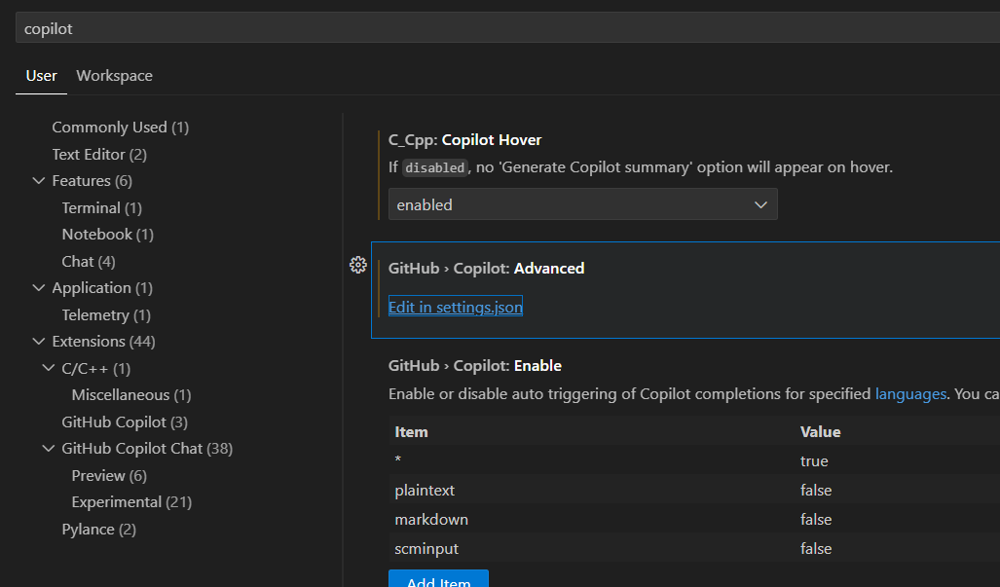 copilot
User Workspace
Commonly Used (1)
Text Editor (2)
Features (6)
Terminal (1)
Notebook (1)
Chat (4)
Application (1)
Telemetry (1)
Extensions (44)
C/C++ (1)
Miscellaneous (1)
GitHub Copilot (3)
GitHub Copilot Chat (38)
Preview (6)
Experimental (21)
Pylance (2)
C_Cpp: Copilot Hover
If disabled, no 'Generate Copilot summary' option will appear on hover.
enabled
GitHub › Copilot: Advanced
Edit in settings.json
GitHub › Copilot: Enable
Enable or disable auto triggering of Copilot completions for specified languages. You ca
Item Value
* true
plaintext false
markdown false
scminput false
Add Item